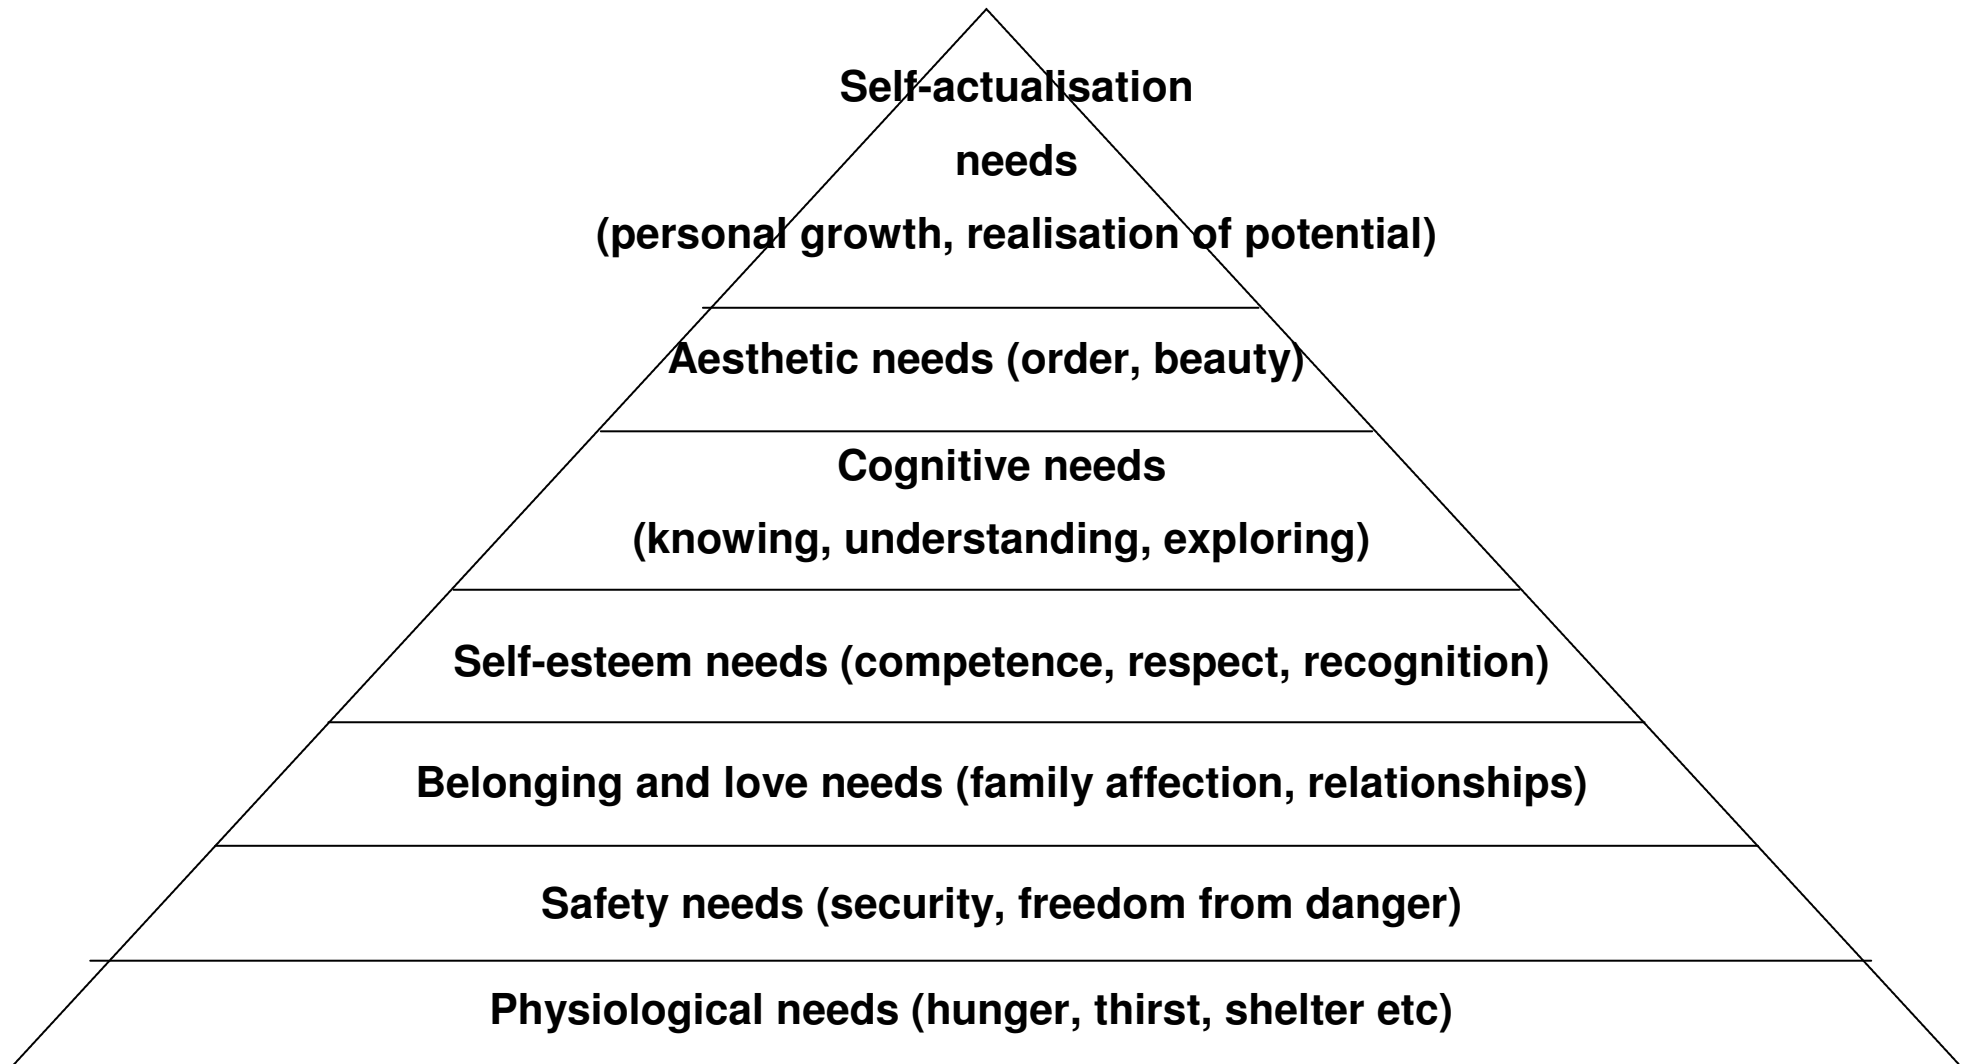 Self-actualisation
needs
(personal growth, realisation of potential)
Aesthetic needs (order, beauty)
Cognitive needs
(knowing, understanding, exploring)
Self-esteem needs (competence, respect, recognition)
Belonging and love needs (family affection, relationships)
Safety needs (security, freedom from danger)
Physiological needs (hunger, thirst, shelter etc)